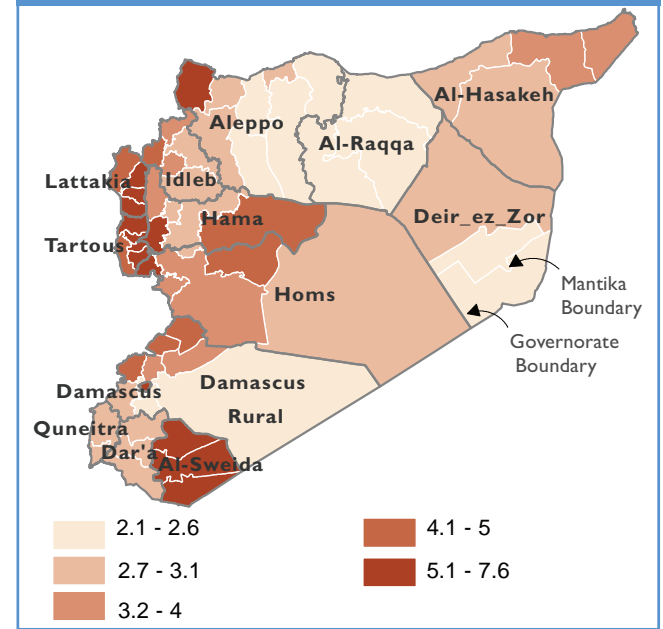 Al-Hasakeh
Aleppo
Al-Raqqa
Lattakia
Idleb
Hama
Deir_ez_Zor
Tartous
Mantika
Boundary
Homs
Governorate
Boundary
Damascus
Rural
Damascus
Quneitra
Dar'a
Al-Sweida
2.1 - 2.6
2.7 - 3.1
3.2 - 4
4.1 - 5
5.1 - 7.6